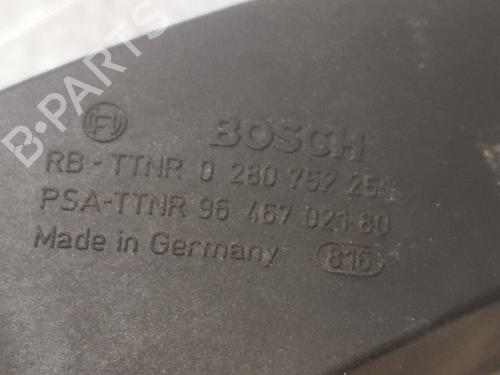 B-PARTS
BOSCH
RB-TTNR 0 280 752 251
PSA-TTNR 96 467 021 80
Made in Germany 816